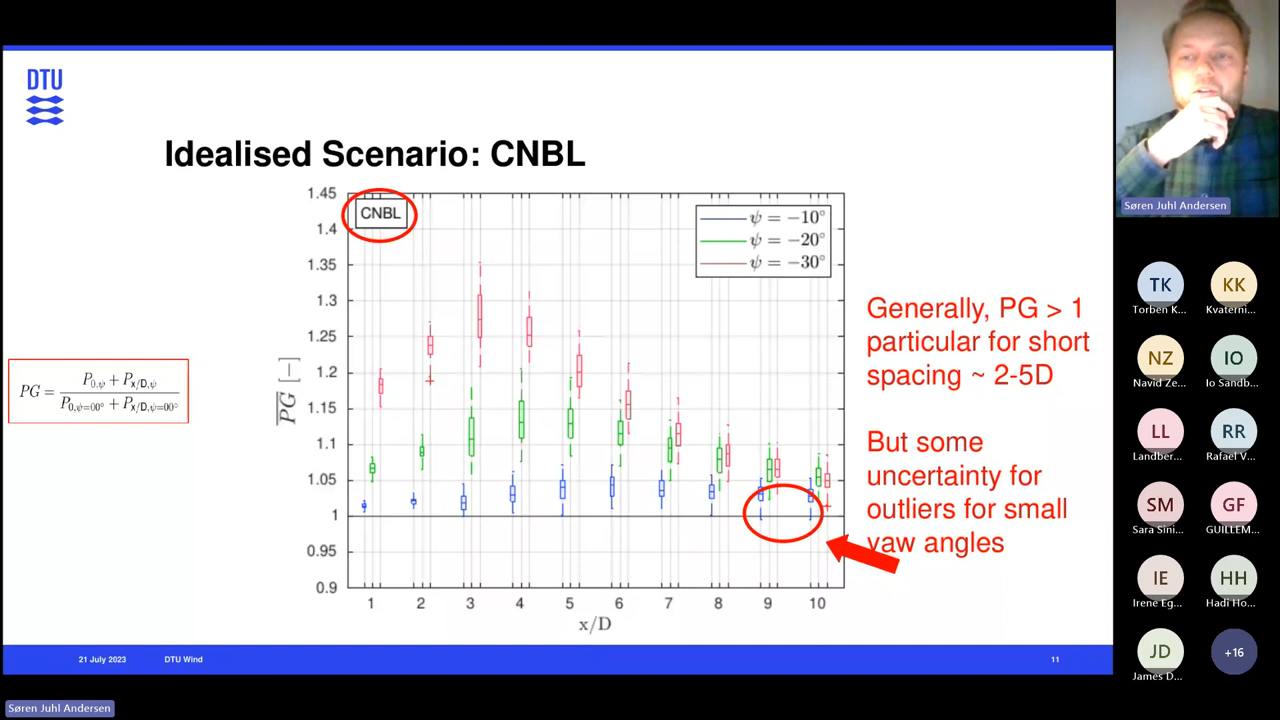 DTU
Idealised Scenario: CNBL
PG = (P0,ψ + Px/D,ψ) / (P0,ψ=00° + Px/D,ψ=00°)
CNBL
ψ = −10°
ψ = −20°
ψ = −30°
1.45
1.4
1.35
1.3
1.25
1.2
1.15
1.1
1.05
1
0.95
0.9
PG [−]
1 2 3 4 5 6 7 8 9 10
x/D
Generally, PG > 1
particular for short
spacing ~ 2-5D
But some
uncertainty for
outliers for small
yaw angles
21 July 2023 DTU Wind 11
Søren Juhl Andersen
TK KK
Torben K... Kvaterni...
NZ IO
Navid Ze... Io Sandb...
LL RR
Landber... Rafael V...
SM GF
Sara Sini... GUILLEM...
IE HH
Irene Eg... Hadi Ho...
JD +16
James D...
Søren Juhl Andersen